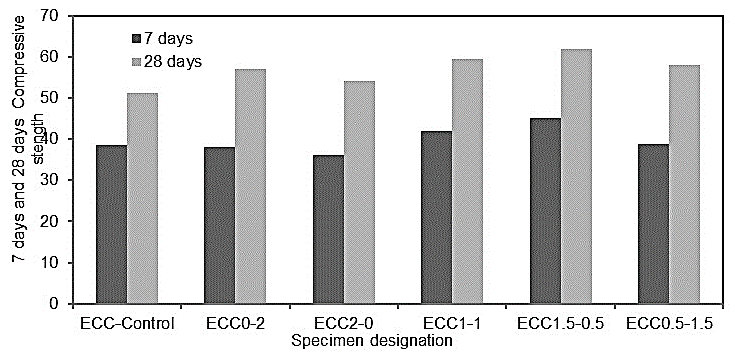 7 days and 28 days Compressive
stength
70
60
50
40
30
20
10
0
7 days
28 days
ECC-Control ECC0-2 ECC2-0 ECC1-1 ECC1.5-0.5 ECC0.5-1.5
Specimen designation